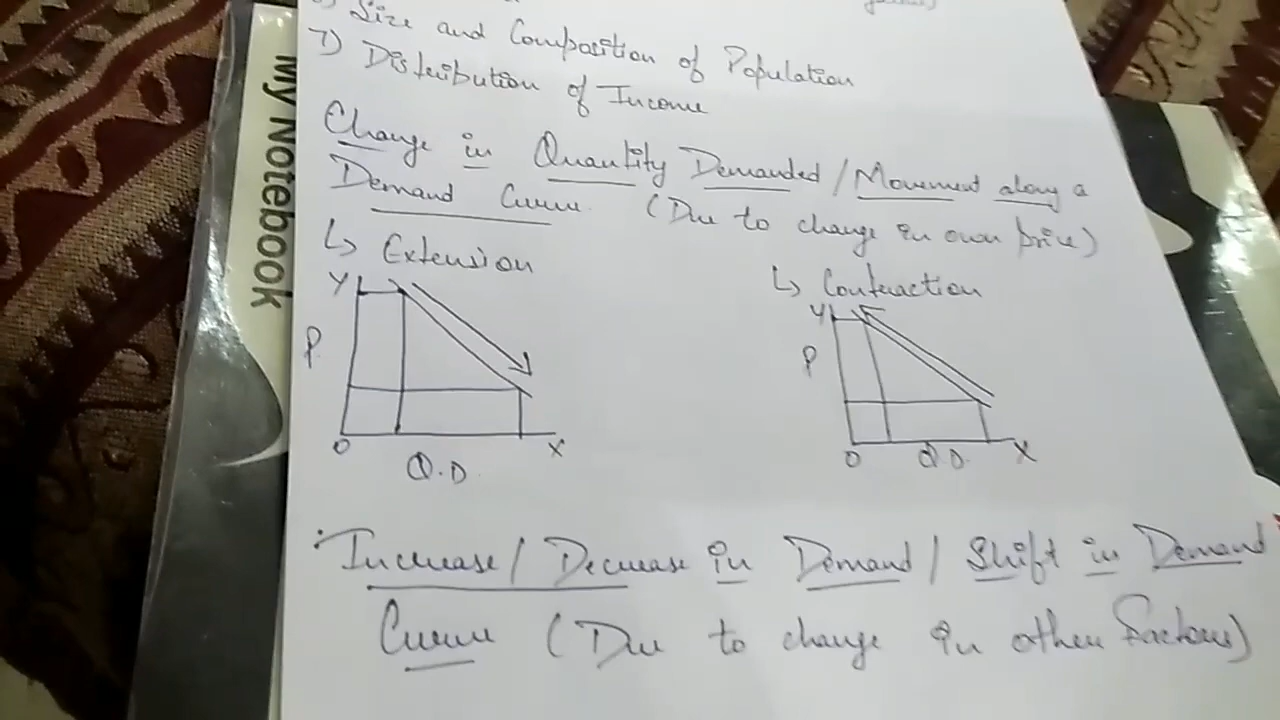 Size and Composition of Population
7) Distribution of Income
Change in Quantity Demanded / Movement along a
Demand Curve (Due to change in own price)
↳ Extension
↳ Contraction
Y
P
O
X
Q.D.
Y
P
O
X
Q.D.
Increase / Decrease in Demand / Shift in Demand
Curve (Due to change in other factors)
My Notebook